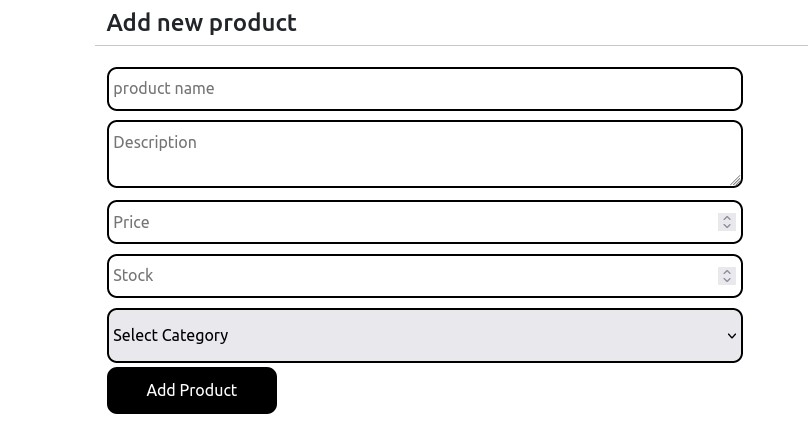 Add new product
product name
Description
Price
Stock
Select Category
Add Product